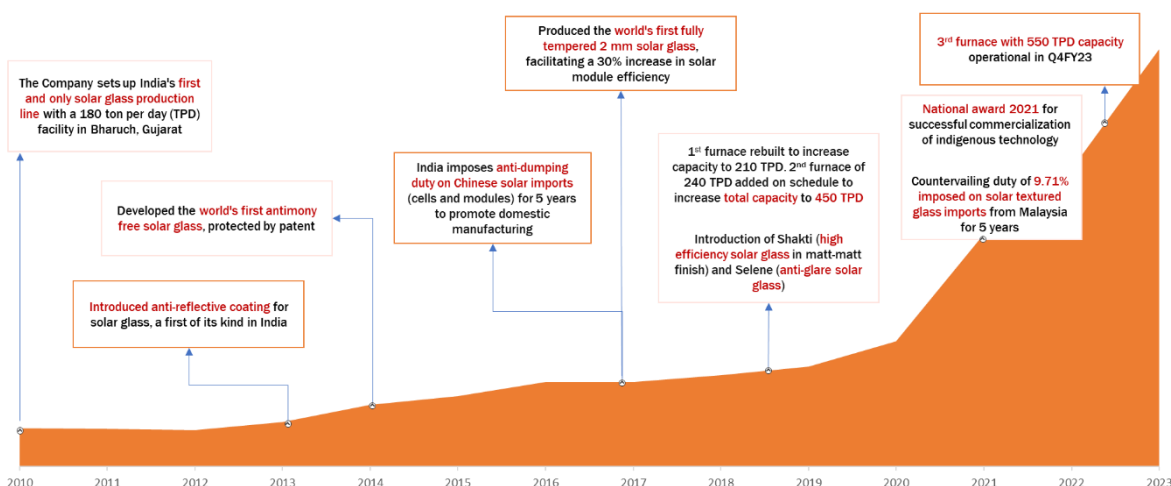 The Company sets up India's first
and only solar glass production
line with a 180 ton per day (TPD)
facility in Bharuch, Gujarat
Introduced anti-reflective coating for
solar glass, a first of its kind in India
Developed the world's first antimony
free solar glass, protected by patent
India imposes anti-dumping
duty on Chinese solar imports
(cells and modules) for 5 years
to promote domestic
manufacturing
Produced the world's first fully
tempered 2 mm solar glass,
facilitating a 30% increase in solar
module efficiency
1st furnace rebuilt to increase
capacity to 210 TPD. 2nd furnace of
240 TPD added on schedule to
increase total capacity to 450 TPD
Introduction of Shakti (high
efficiency solar glass in matt-matt
finish) and Selene (anti-glare solar
glass)
National award 2021 for
successful commercialization
of indigenous technology
Countervailing duty of 9.71%
imposed on solar textured
glass imports from Malaysia
for 5 years
3rd furnace with 550 TPD capacity
operational in Q4FY23
2010 2011 2012 2013 2014 2015 2016 2017 2018 2019 2020 2021 2022 2023